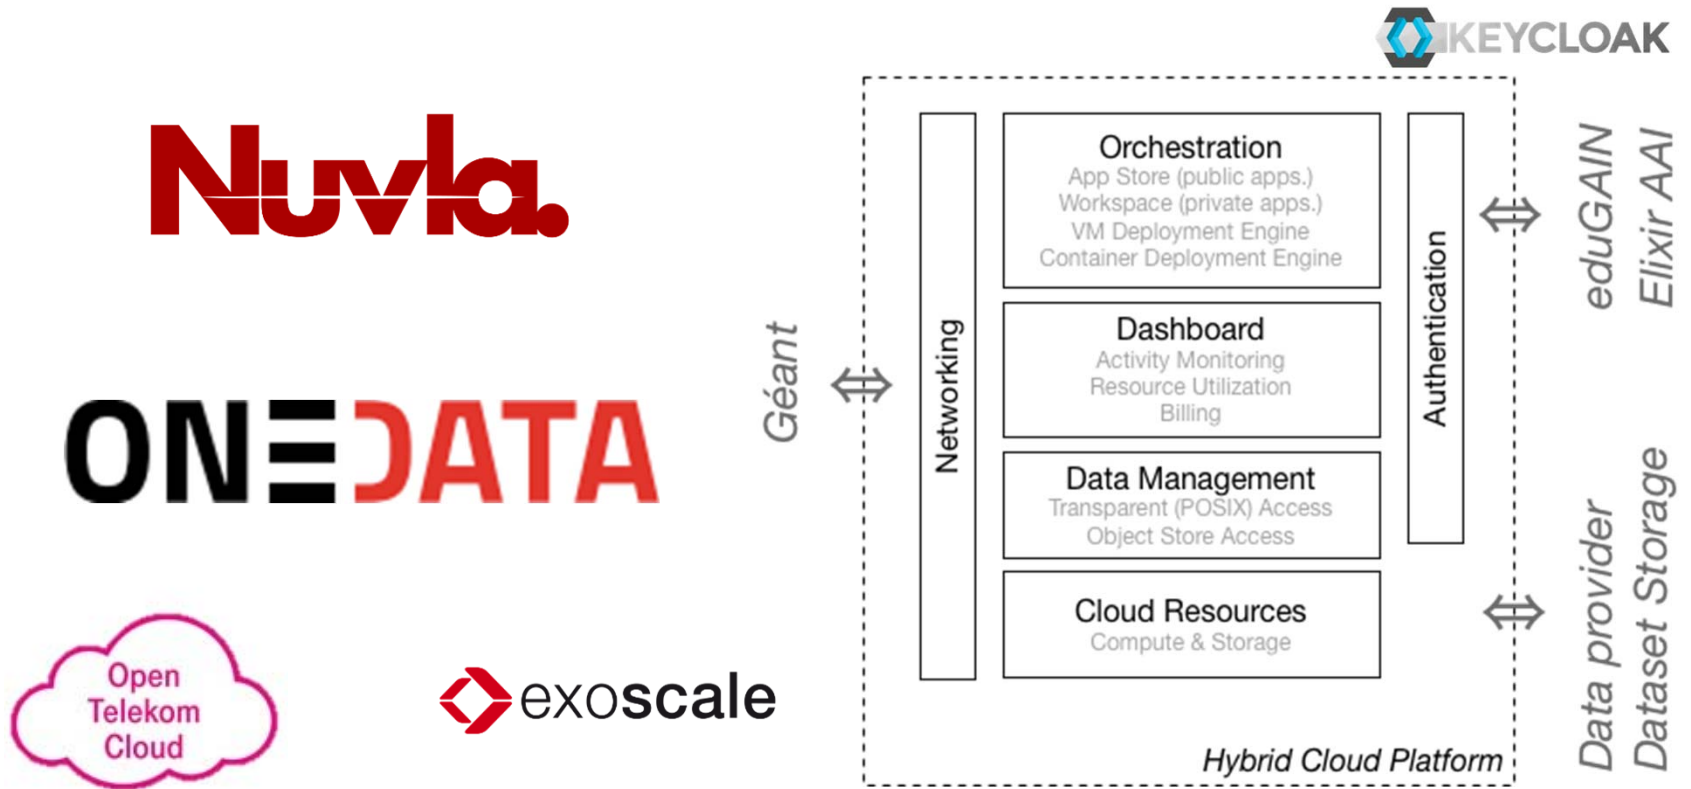 Nuvla.
ONEDATA
Open
Telekom
Cloud
exoscale
KEYCLOAK
Géant
Networking
Orchestration
App Store (public apps.)
Workspace (private apps.)
VM Deployment Engine
Container Deployment Engine
Dashboard
Activity Monitoring
Resource Utilization
Billing
Data Management
Transparent (POSIX) Access
Object Store Access
Cloud Resources
Compute & Storage
Authentication
eduGAIN
Elixir AAI
Data provider
Dataset Storage
Hybrid Cloud Platform